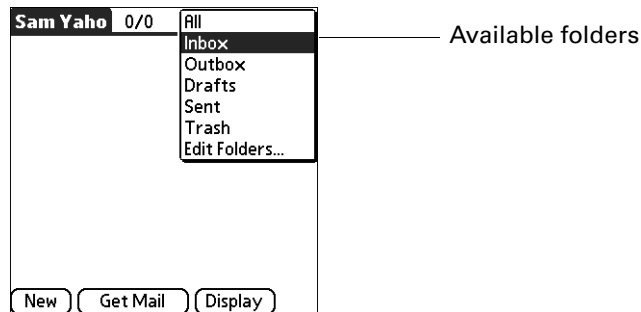 Sam Yaho 0/0 All
Inbox
Available folders
Outbox
Drafts
Sent
Trash
Edit Folders...
New Get Mail Display